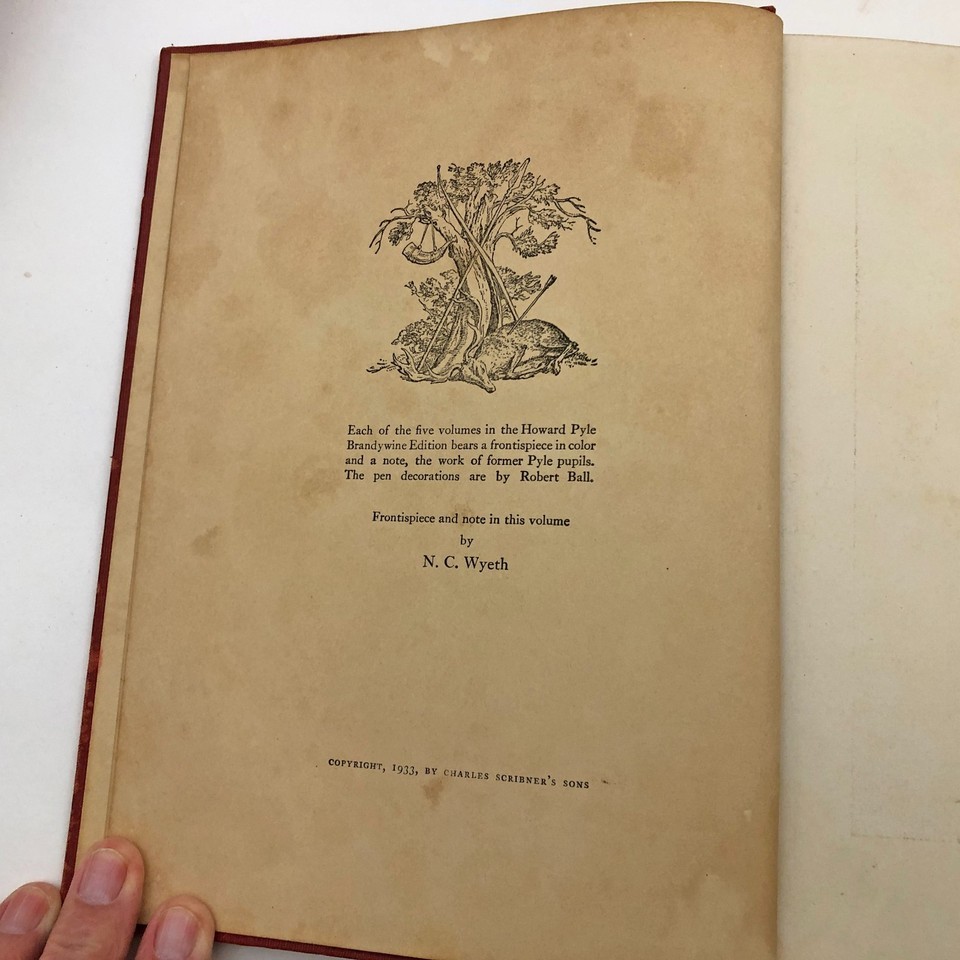 Each of the five volumes in the Howard Pyle
Brandywine Edition bears a frontispiece in color
and a note, the work of former Pyle pupils.
The pen decorations are by Robert Ball.
Frontispiece and note in this volume
by
N. C. Wyeth
COPYRIGHT, 1933, BY CHARLES SCRIBNER'S SONS